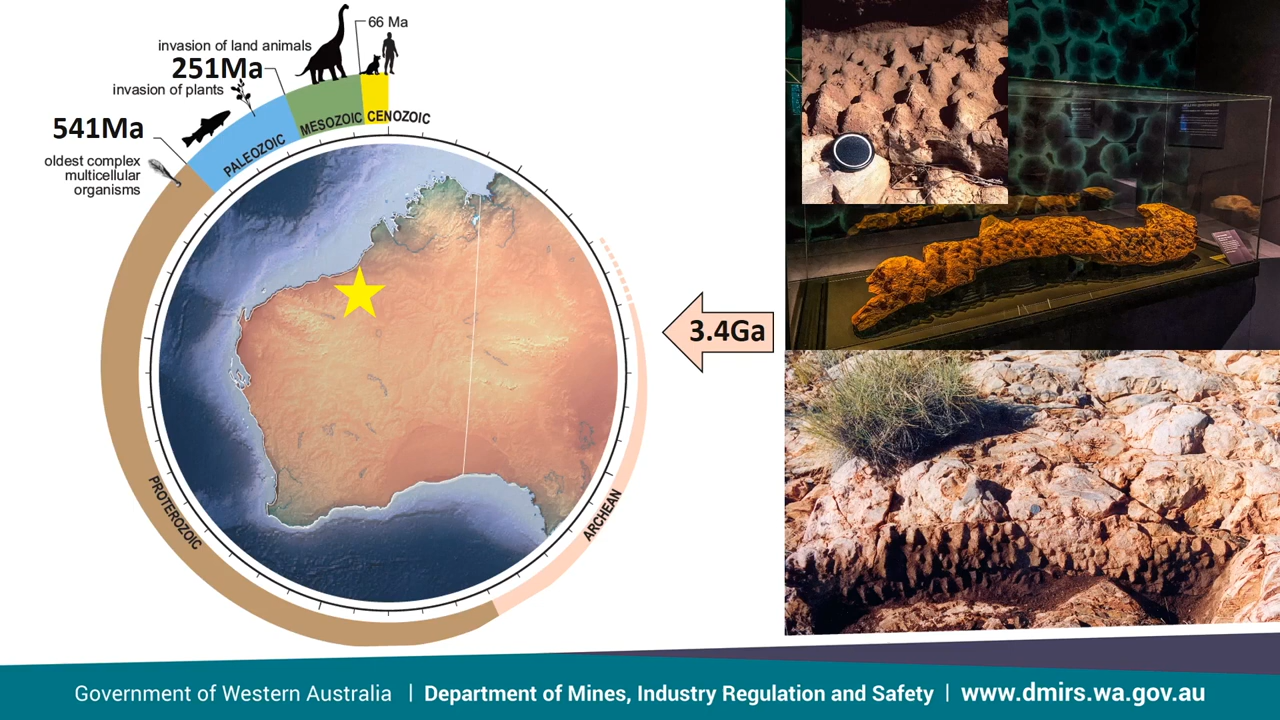 66 Ma
invasion of land animals
251Ma
invasion of plants
541Ma
oldest complex
multicellular
organisms
PALEOZOIC
MESOZOIC
CENOZOIC
3.4Ga
PROTEROZOIC
ARCHEAN
Government of Western Australia | Department of Mines, Industry Regulation and Safety | www.dmirs.wa.gov.au